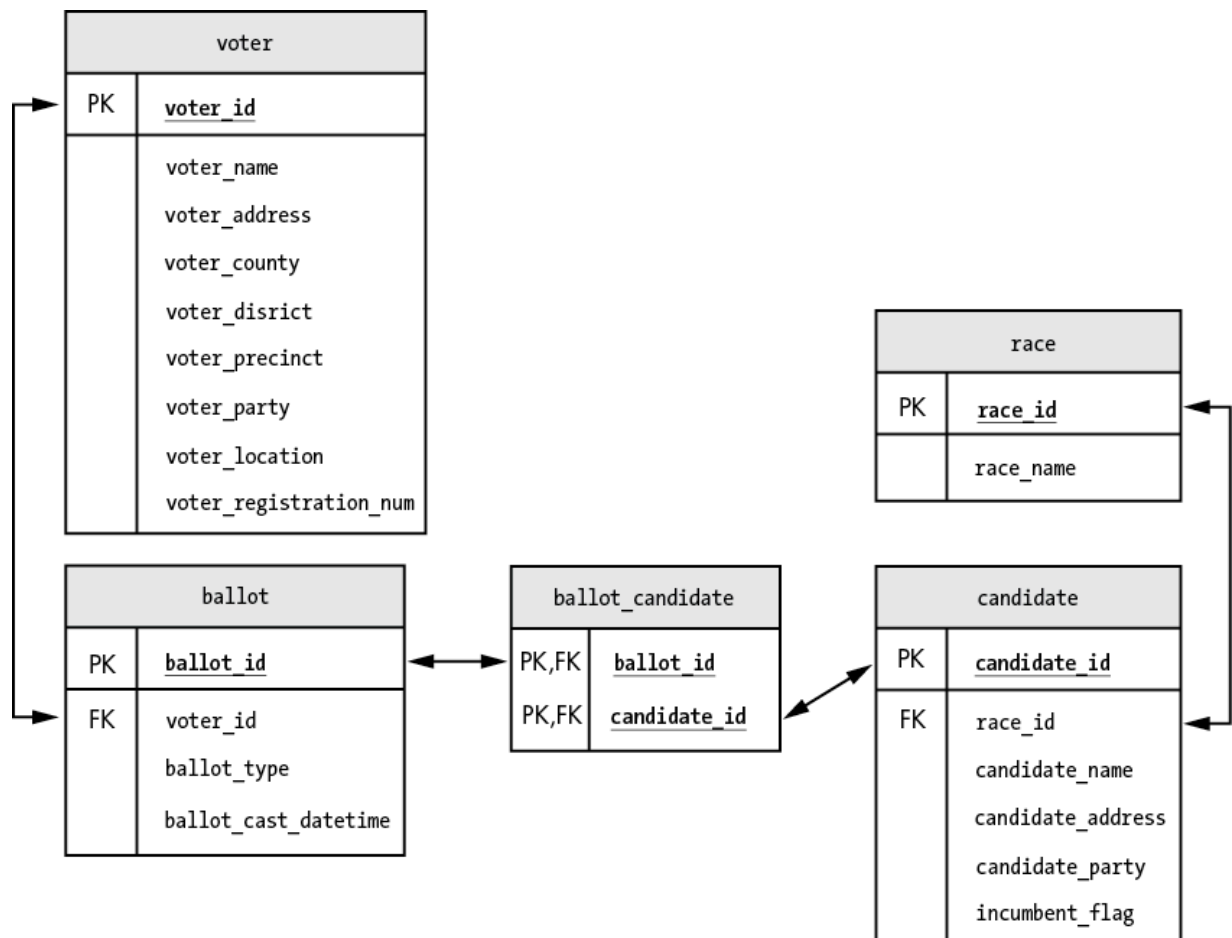 voter
PK voter_id
voter_name
voter_address
voter_county
voter_disrict
voter_precinct
voter_party
voter_location
voter_registration_num
race
PK race_id
race_name
ballot
PK ballot_id
FK voter_id
ballot_type
ballot_cast_datetime
ballot_candidate
PK,FK ballot_id
PK,FK candidate_id
candidate
PK candidate_id
FK race_id
candidate_name
candidate_address
candidate_party
incumbent_flag